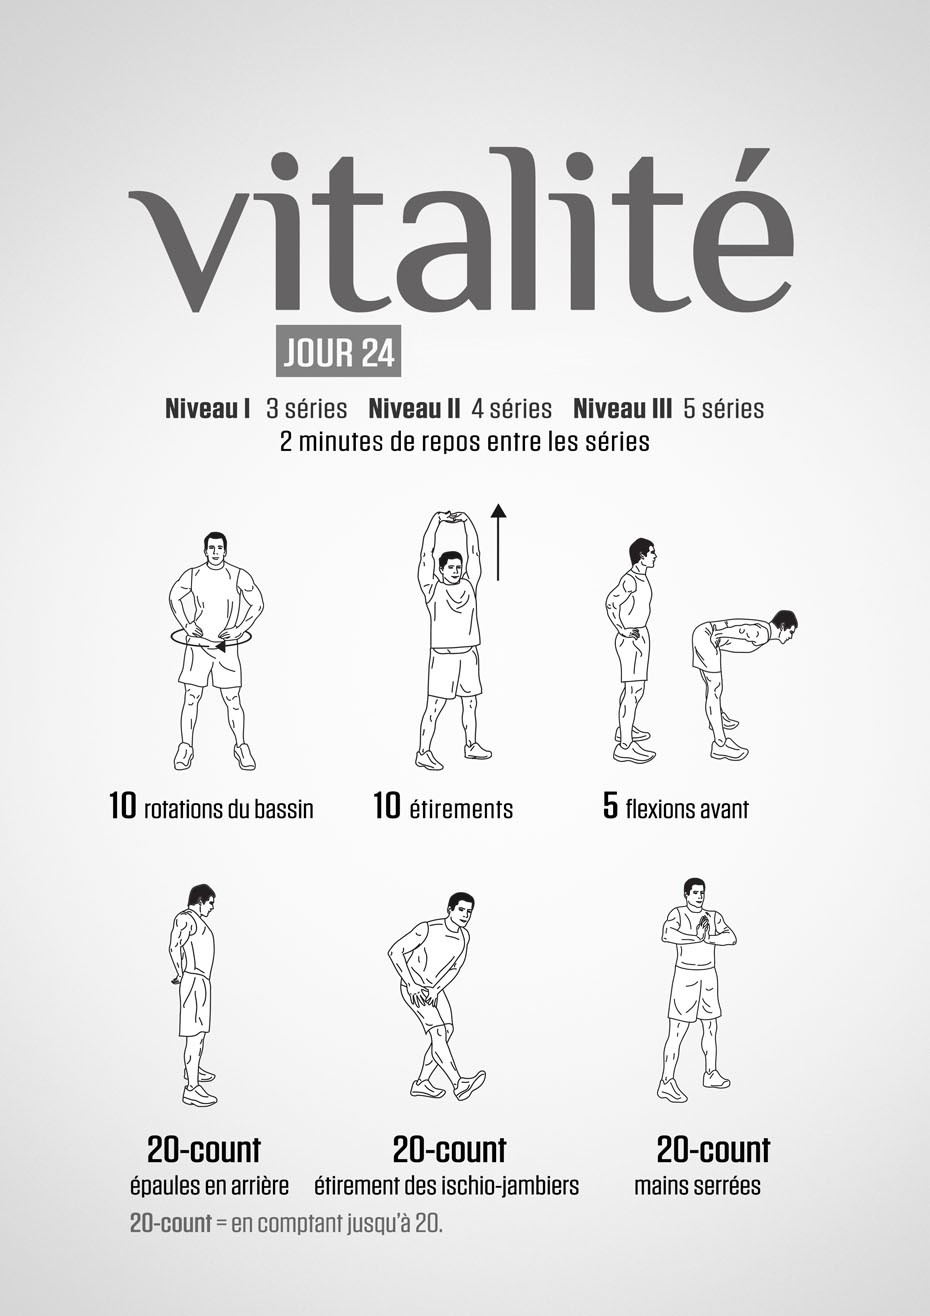 vitalité
JOUR 24
Niveau I 3 séries Niveau II 4 séries Niveau III 5 séries
2 minutes de repos entre les séries
10 rotations du bassin
10 étirements
5 flexions avant
20-count
épaules en arrière
20-count
étirement des ischio-jambiers
20-count
mains serrées
20-count = en comptant jusqu'à 20.